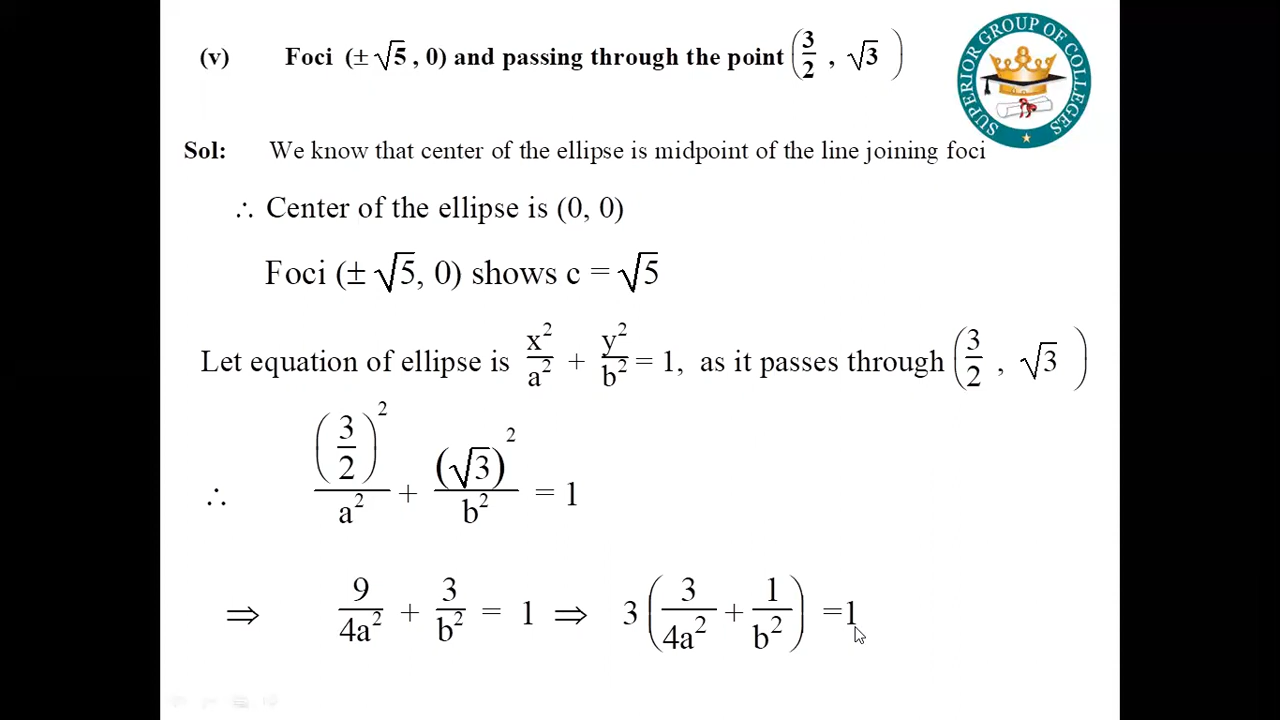 (v) Foci (± √5 , 0) and passing through the point (3/2 , √3 )
SUPERIOR GROUP OF COLLEGES
Sol: We know that center of the ellipse is midpoint of the line joining foci
∴ Center of the ellipse is (0, 0)
Foci (± √5, 0) shows c = √5
Let equation of ellipse is x²/a² + y²/b² = 1, as it passes through (3/2 , √3 )
∴ (3/2)²/a² + (√3)²/b² = 1
⇒ 9/4a² + 3/b² = 1 ⇒ 3 (3/4a² + 1/b²) =1